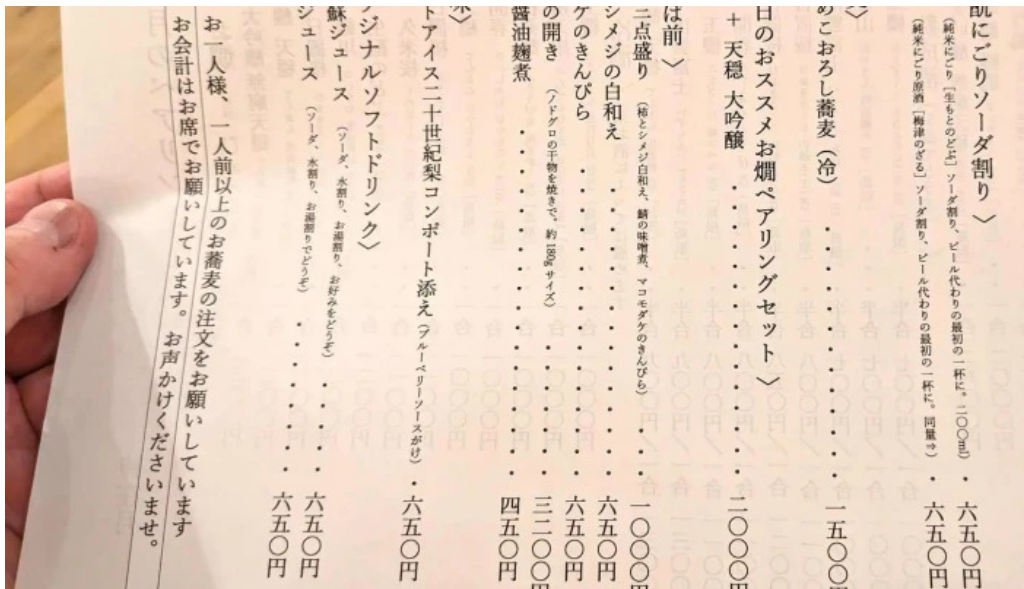 にごりソーダ割り〉
(純米にごり［生もとのどぶ］ソーダ割り、ビール代わりの最初の一杯に。二〇〇ml)・六五〇円
(純米にごり原酒［梅津のざる］ソーダ割り、ビール代わりの最初の一杯に。同量⇒)・六五〇円
〉
めこおろし蕎麦(冷)・・・・・・・・一五〇〇円
日のおススメお燗ペアリングセット〉
+ 天穏 大吟醸・・・・・・・・・・二〇〇〇円
は前〉
三点盛り(柿とシメジ白和え、鯖の味噌煮、マコモダケのきんぴら)・・一〇〇〇円
シメジの白和え・・・・・・・・・・六五〇円
ケのきんぴら・・・・・・・・・・・六五〇円
の開き(ノドグロの干物を焼きで。約180gサイズ)・・・・三二〇〇円
醤油麹煮・・・・・・・・・・・・・四五〇円
トアイス二十世紀梨コンポート添え(ブルーベリーソースがけ)・六五〇円
ジナルソフトドリンク〉
蘇ジュース(ソーダ、水割り、お湯割り、お好みをどうぞ)・・・・六五〇円
ジュース(ソーダ、水割り、お湯割りでどうぞ)・・・・・・六五〇円
お一人様、一人前以上のお蕎麦の注文をお願いしています
お会計はお席でお願いしています。 お声かけくださいませ。